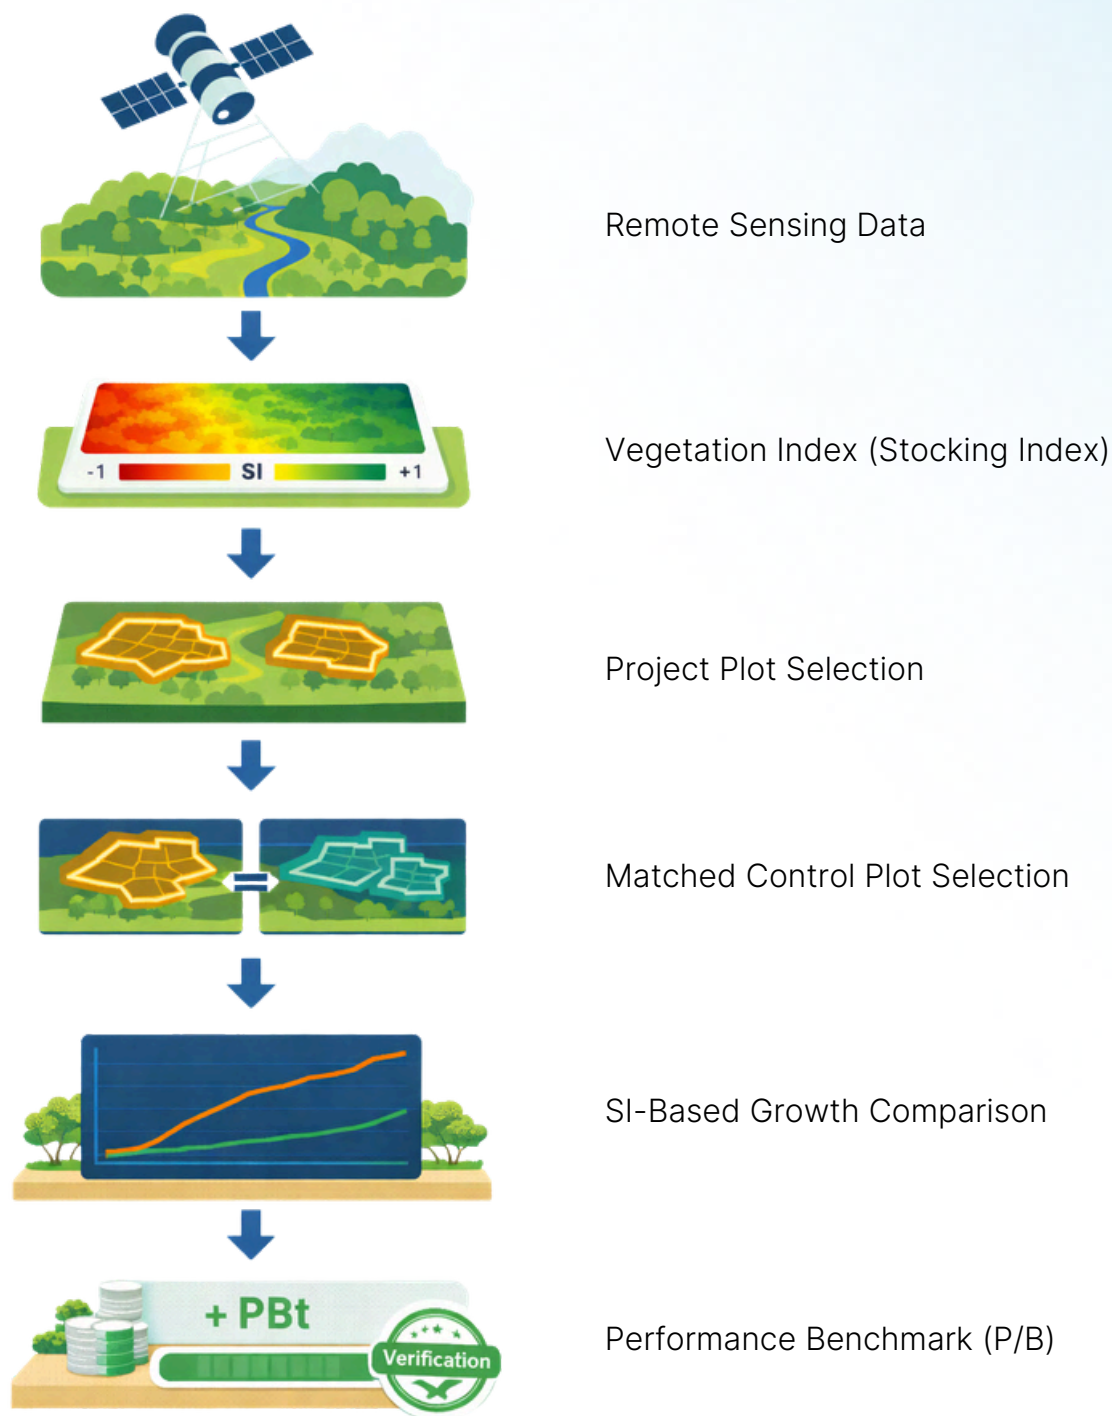 Remote Sensing Data
Vegetation Index (Stocking Index)
-1 SI +1
Project Plot Selection
Matched Control Plot Selection
SI-Based Growth Comparison
+ PBt
Verification
Performance Benchmark (P/B)